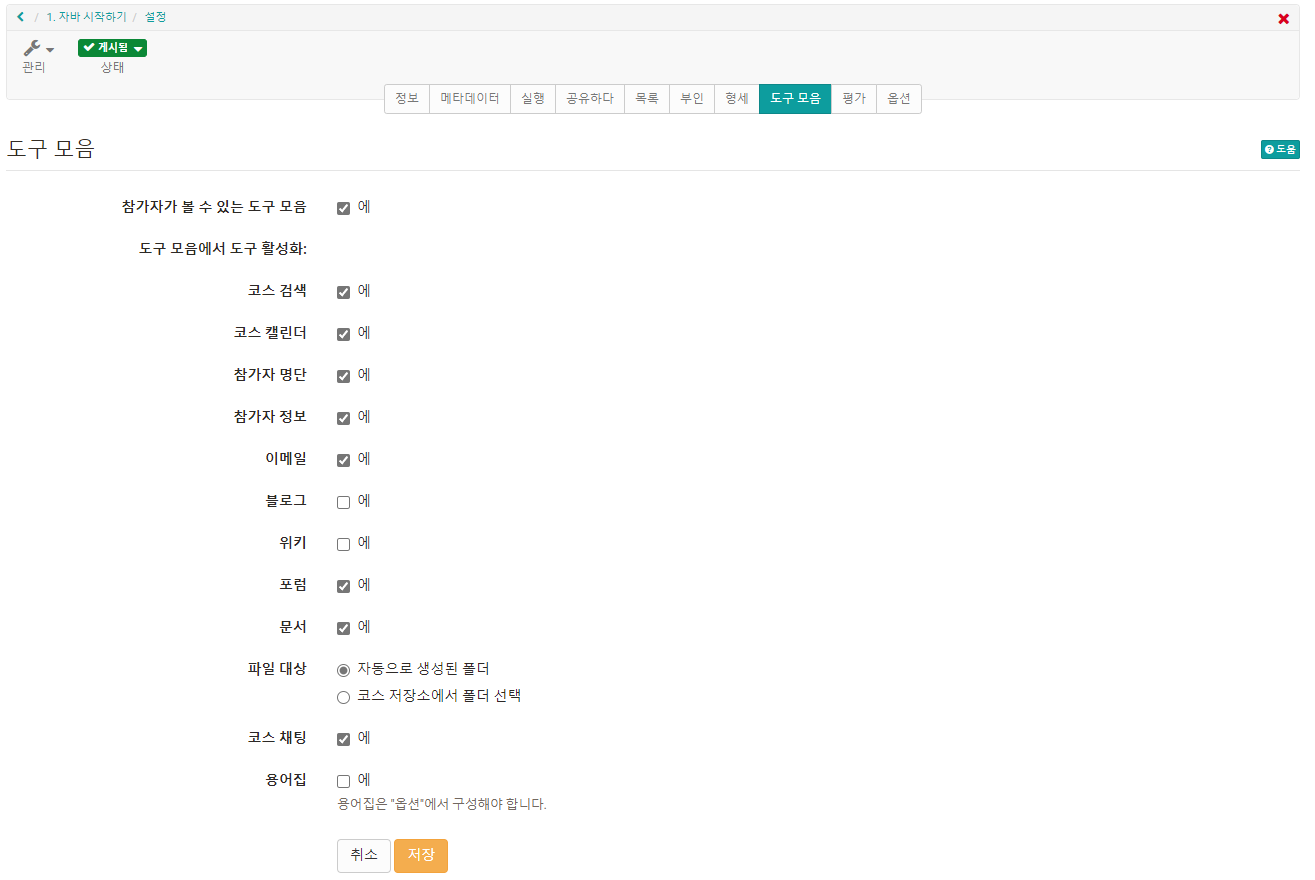 / 1. 자바 시작하기 / 설정
관리
게시됨
상태
정보 메타데이터 실행 공유하다 목록 부인 형세 도구 모음 평가 옵션
도구 모음
도움
참가자가 볼 수 있는 도구 모음 에
도구 모음에서 도구 활성화:
코스 검색 에
코스 캘린더 에
참가자 명단 에
참가자 정보 에
이메일 에
블로그 에
위키 에
포럼 에
문서 에
파일 대상 자동으로 생성된 폴더
코스 저장소에서 폴더 선택
코스 채팅 에
용어집 에
용어집은 "옵션"에서 구성해야 합니다.
취소 저장